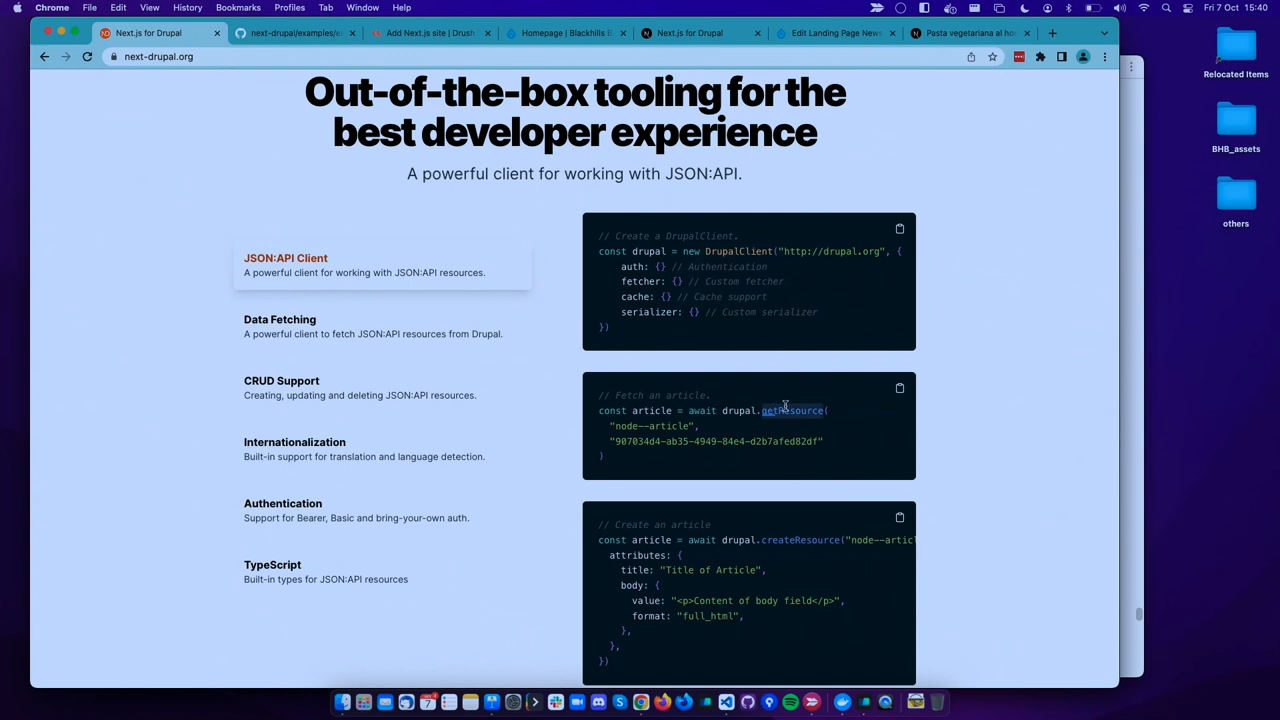 Chrome File Edit View History Bookmarks Profiles Tab Window Help Fri 7 Oct 15:40
Next.js for Drupal
next-drupal/examples/es
Add Next.js site | Drush
Homepage | Blackhills B
Next.js for Drupal
Edit Landing Page News
Pasta vegetariana al ho
next-drupal.org
Relocated Items
BHB_assets
others
Out-of-the-box tooling for the
best developer experience
A powerful client for working with JSON:API.
JSON:API Client
A powerful client for working with JSON:API resources.
Data Fetching
A powerful client to fetch JSON:API resources from Drupal.
CRUD Support
Creating, updating and deleting JSON:API resources.
Internationalization
Built-in support for translation and language detection.
Authentication
Support for Bearer, Basic and bring-your-own auth.
TypeScript
Built-in types for JSON:API resources
// Create a DrupalClient.
const drupal = new DrupalClient("http://drupal.org", {
auth: {} // Authentication
fetcher: {} // Custom fetcher
cache: {} // Cache support
serializer: {} // Custom serializer
})
// Fetch an article.
const article = await drupal.getResource(
"node--article",
"907034d4-ab35-4949-84e4-d2b7afed82df"
)
// Create an article
const article = await drupal.createResource("node--articl
attributes: {
title: "Title of Article",
body: {
value: "<p>Content of body field</p>",
format: "full_html",
},
},
})